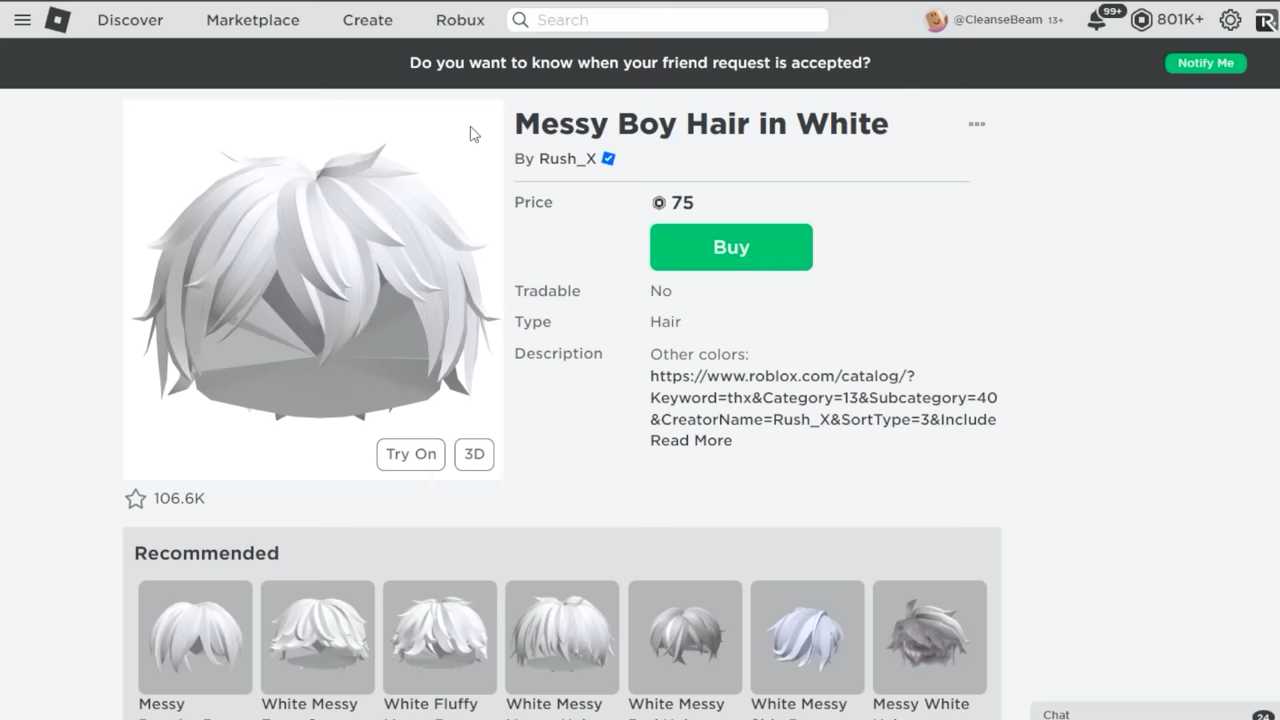 Discover Marketplace Create Robux Search @CleanseBeam 13+ 99+ 801K+
Do you want to know when your friend request is accepted? Notify Me
Messy Boy Hair in White
By Rush_X
Price 75
Buy
Tradable No
Type Hair
Description Other colors:
https://www.roblox.com/catalog/?
Keyword=thx&Category=13&Subcategory=40
&CreatorName=Rush_X&SortType=3&Include
Read More
Try On 3D
106.6K
Recommended
Messy White Messy White Fluffy White Messy White Messy White Messy Messy White
Chat